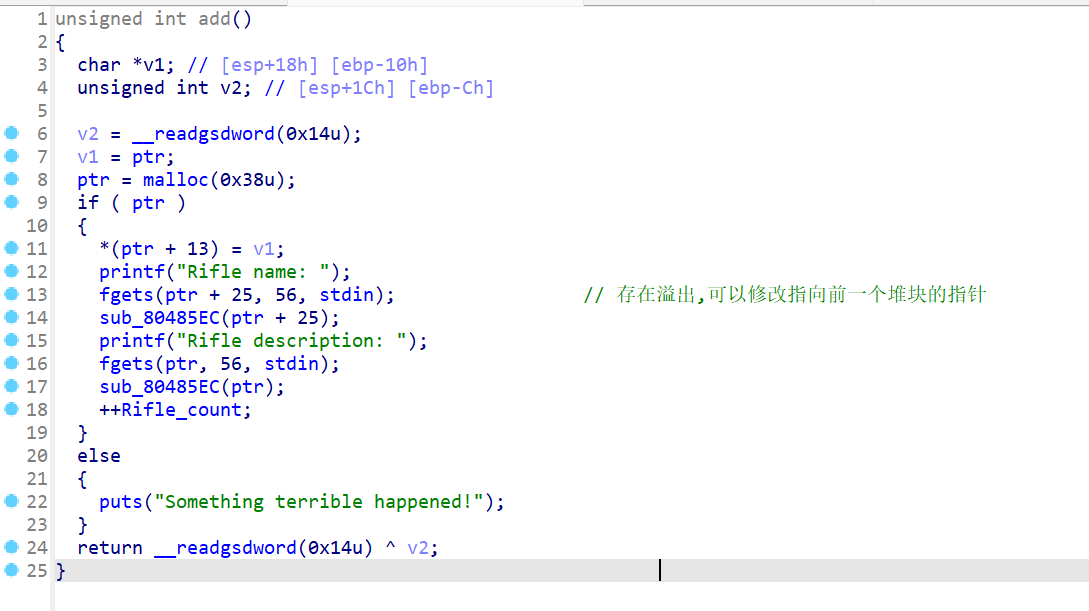 1 unsigned int add()
2 {
3 char *v1; // [esp+18h] [ebp-10h]
4 unsigned int v2; // [esp+1Ch] [ebp-Ch]
5
6 v2 = __readgsdword(0x14u);
7 v1 = ptr;
8 ptr = malloc(0x38u);
9 if ( ptr )
10 {
11 *(ptr + 13) = v1;
12 printf("Rifle name: ");
13 fgets(ptr + 25, 56, stdin); // 存在溢出,可以修改指向前一个堆块的指针
14 sub_80485EC(ptr + 25);
15 printf("Rifle description: ");
16 fgets(ptr, 56, stdin);
17 sub_80485EC(ptr);
18 ++Rifle_count;
19 }
20 else
21 {
22 puts("Something terrible happened!");
23 }
24 return __readgsdword(0x14u) ^ v2;
25 }